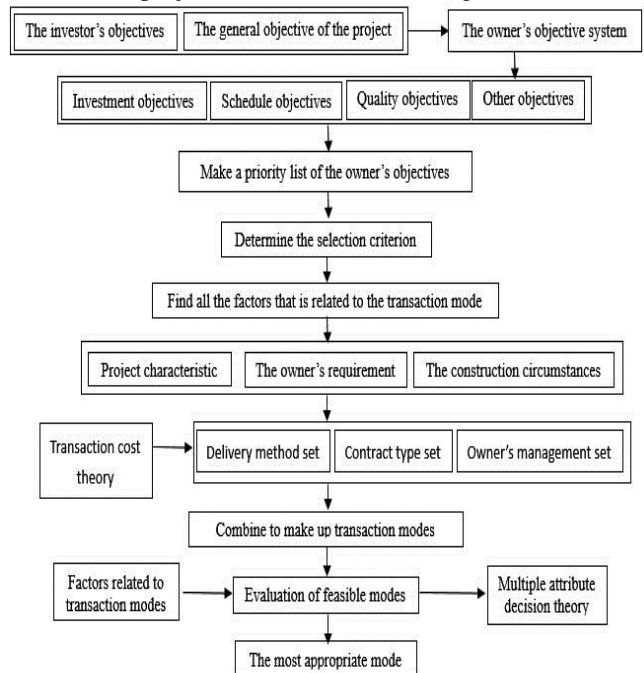 The investor's objectives
The general objective of the project
The owner's objective system
Investment objectives
Schedule objectives
Quality objectives
Other objectives
Make a priority list of the owner's objectives
Determine the selection criterion
Find all the factors that is related to the transaction mode
Project characteristic
The owner's requirement
The construction circumstances
Transaction cost
theory
Delivery method set
Contract type set
Owner's management set
Combine to make up transaction modes
Factors related to
transaction modes
Evaluation of feasible modes
Multiple attribute
decision theory
The most appropriate mode